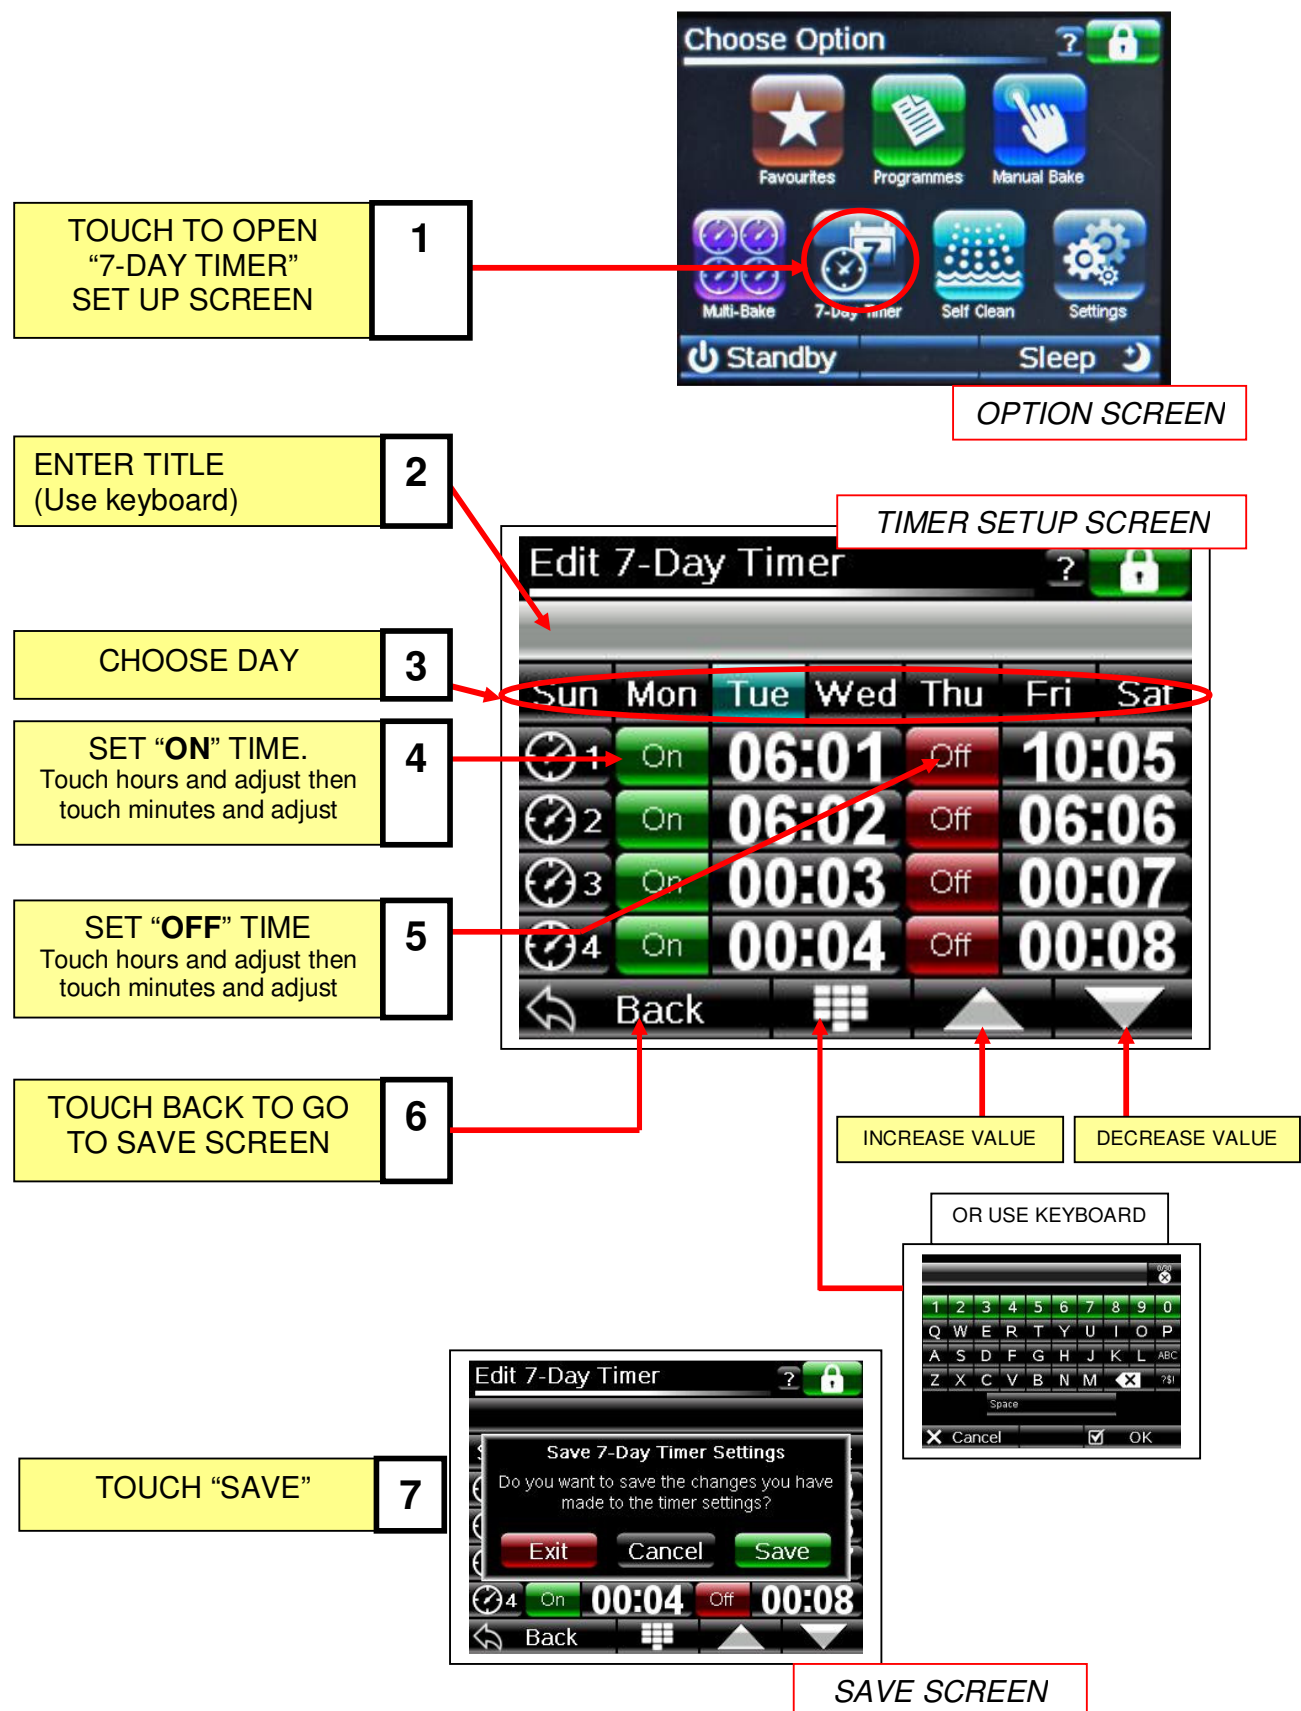 Choose Option
?
Favourites
Programmes
Manual Bake
TOUCH TO OPEN
“7-DAY TIMER”
SET UP SCREEN
1
7
Multi-Bake
7-Day Timer
Self Clean
Settings
Standby
Sleep
OPTION SCREEN
ENTER TITLE
(Use keyboard)
2
TIMER SETUP SCREEN
Edit 7-Day Timer
?
CHOOSE DAY
3
Sun Mon Tue Wed Thu Fri Sat
SET “ON” TIME.
Touch hours and adjust then
touch minutes and adjust
4
1 On 06:01 Off 10:05
2 On 06:02 Off 06:06
3 On 00:03 Off 00:07
4 On 00:04 Off 00:08
SET “OFF” TIME
Touch hours and adjust then
touch minutes and adjust
5
Back
TOUCH BACK TO GO
TO SAVE SCREEN
6
INCREASE VALUE
DECREASE VALUE
OR USE KEYBOARD
0/20
1 2 3 4 5 6 7 8 9 0
Q W E R T Y U I O P
A S D F G H J K L ABC
Z X C V B N M ?$!
Space
Cancel
OK
Edit 7-Day Timer
?
Save 7-Day Timer Settings
Do you want to save the changes you have
made to the timer settings?
Exit
Cancel
Save
TOUCH “SAVE”
7
4 On 00:04 Off 00:08
Back
SAVE SCREEN